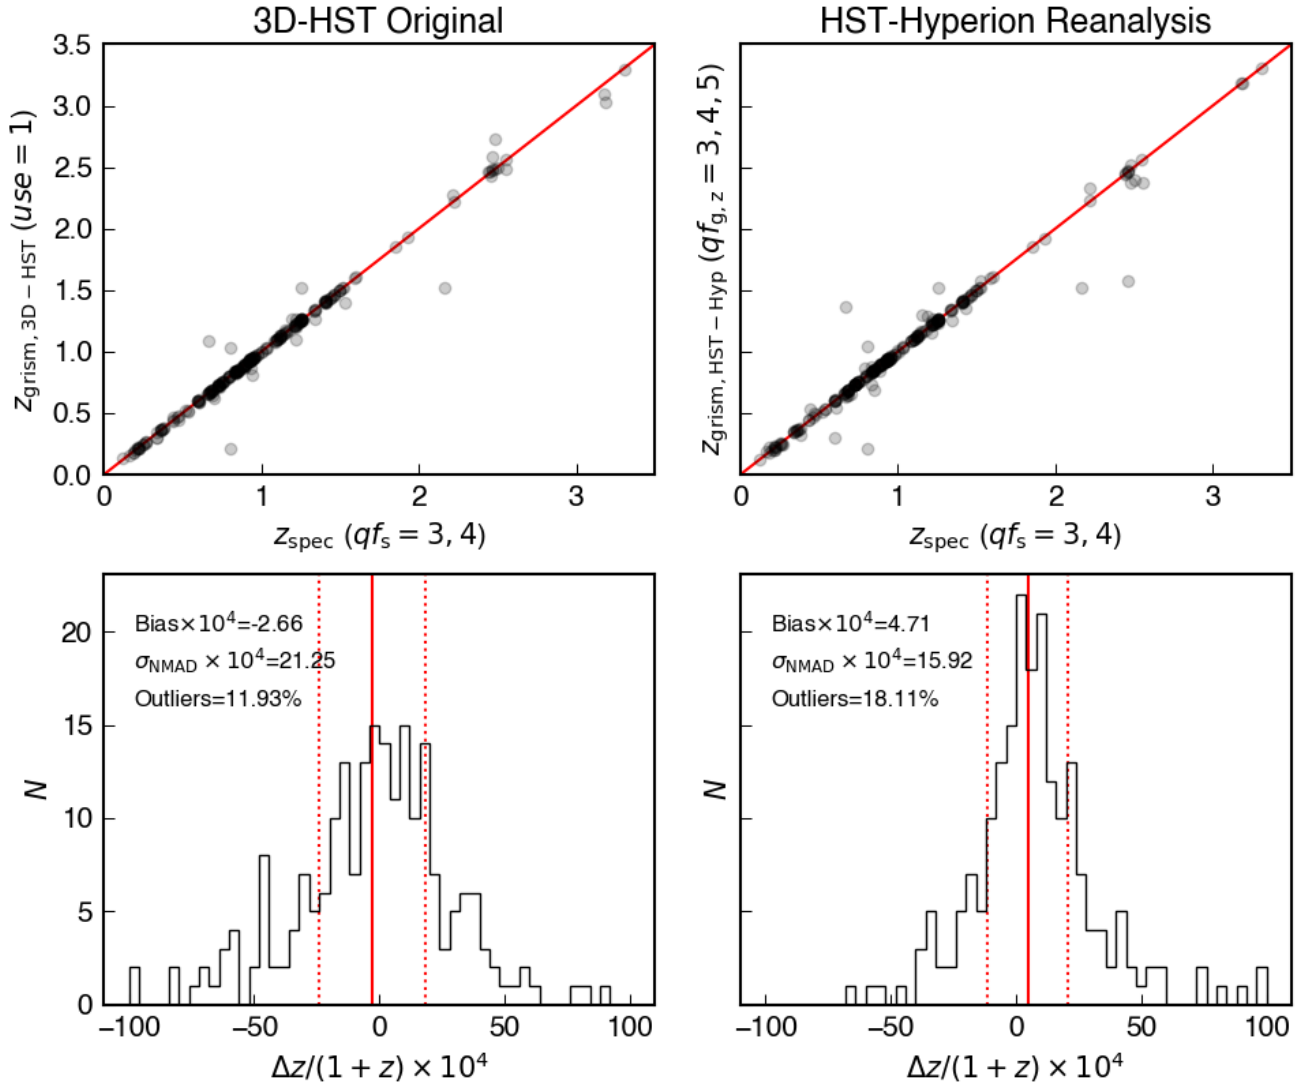 3D-HST Original
HST-Hyperion Reanalysis
3.5
3.0
2.5
2.0
1.5
1.0
0.5
0.0
z_grism, 3D−HST (use = 1)
0 1 2 3
z_spec (qf_s = 3, 4)
z_grism, HST−Hyp (qf_g, z = 3, 4, 5)
0 1 2 3
z_spec (qf_s = 3, 4)
Bias×10^4=-2.66
σ_NMAD × 10^4=21.25
Outliers=11.93%
20
15
10
5
0
N
−100 −50 0 50 100
Δz/(1 + z) × 10^4
Bias×10^4=4.71
σ_NMAD × 10^4=15.92
Outliers=18.11%
N
−100 −50 0 50 100
Δz/(1 + z) × 10^4